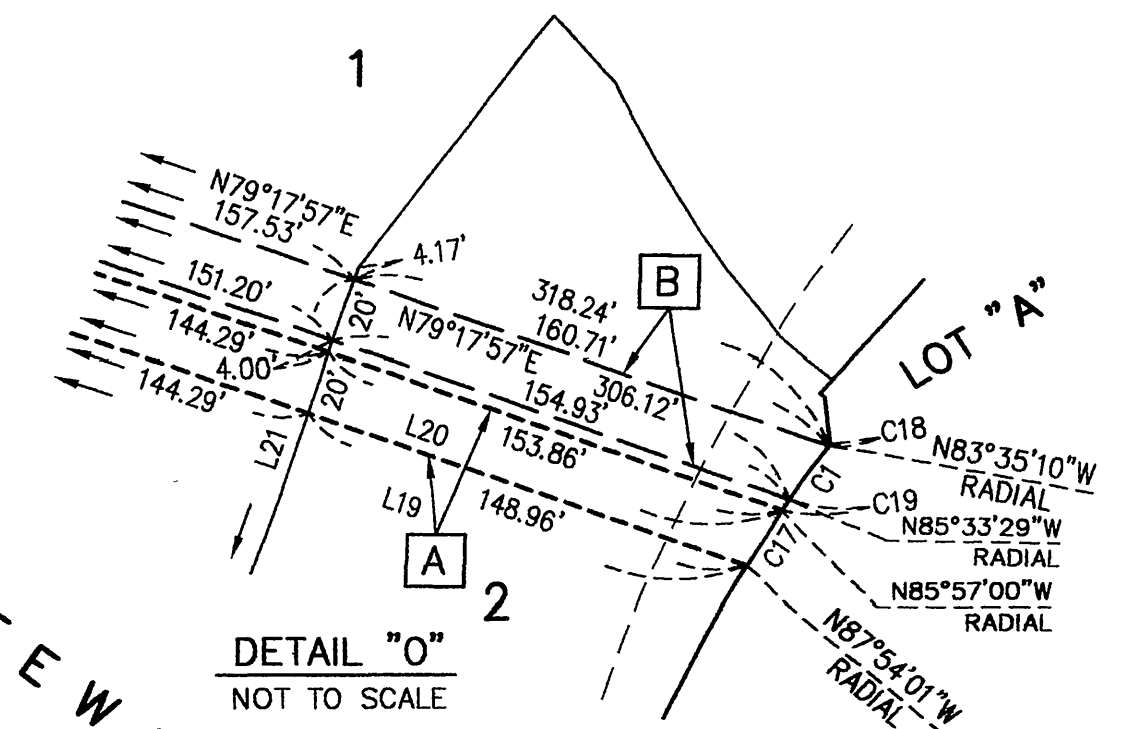 1
N79°17'57"E
157.53'
4.17'
151.20'
144.29'
4.00'
144.29'
20'
20'
318.24'
160.71'
N79°17'57"E
306.12'
154.93'
153.86'
L20
L19
148.96'
L21
B
A
2
LOT "A"
C18
N83°35'10"W
RADIAL
C1
C19
N85°33'29"W
RADIAL
C17
N85°57'00"W
RADIAL
N87°54'01"W
RADIAL
DETAIL "O"
NOT TO SCALE
E W